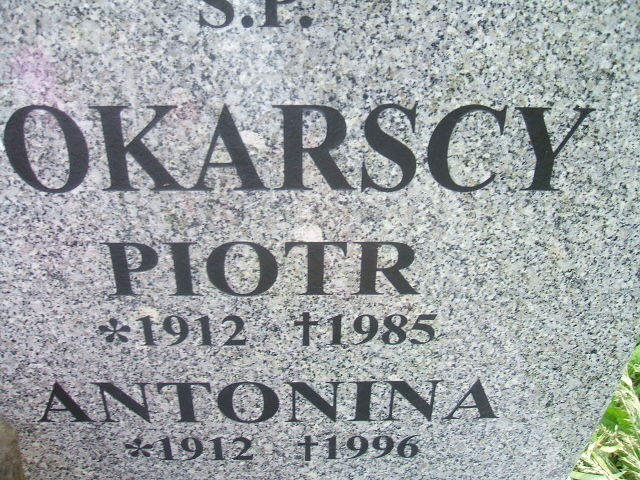 Ś.P.
OKARSCY
PIOTR
*1912 †1985
ANTONINA
*1912 †1996